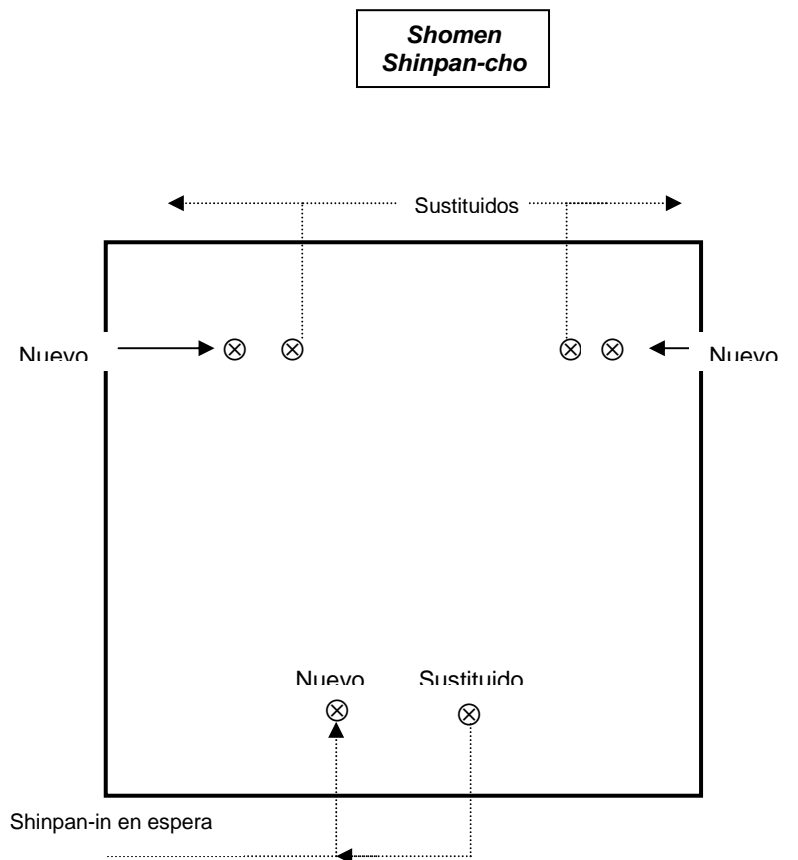 Shomen
Shinpan-cho
Sustituidos
Nuevo
Nuevo
Nuevo
Sustituido
Shinpan-in en espera